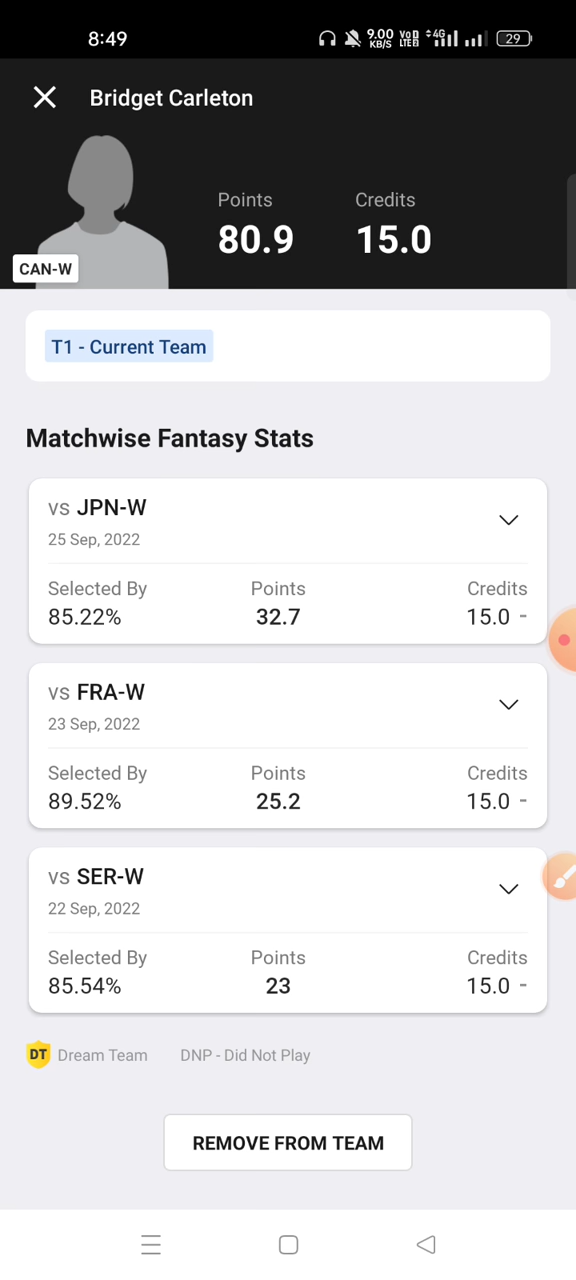 8:49
9.00 KB/S VoD LTE 4G 29
Bridget Carleton
Points Credits
80.9 15.0
CAN-W
T1 - Current Team
Matchwise Fantasy Stats
vs JPN-W
25 Sep, 2022
Selected By Points Credits
85.22% 32.7 15.0 -
vs FRA-W
23 Sep, 2022
Selected By Points Credits
89.52% 25.2 15.0 -
vs SER-W
22 Sep, 2022
Selected By Points Credits
85.54% 23 15.0 -
DT Dream Team DNP - Did Not Play
REMOVE FROM TEAM